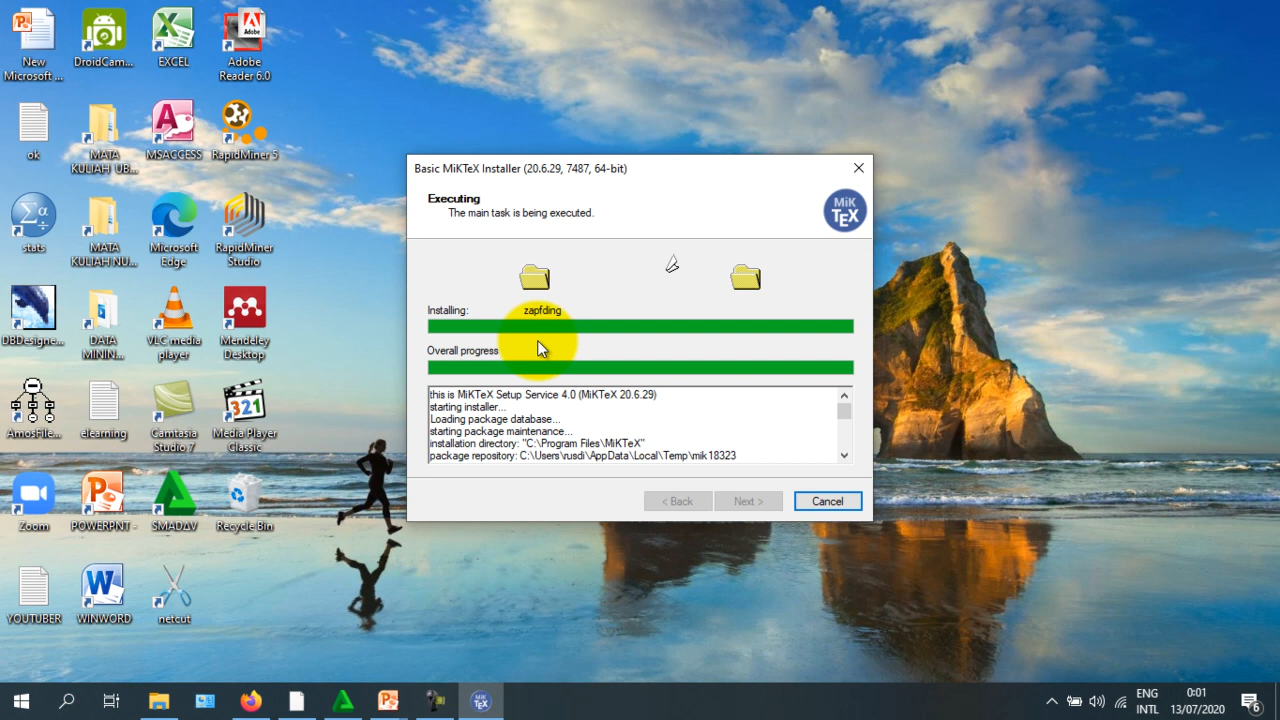 New
Microsoft ...
DroidCam...
EXCEL
Adobe
Adobe
Reader 6.0
ok
MATA
KULIAH_UB...
MSACCESS
RapidMiner 5
stats
MATA
KULIAH NU...
Microsoft
Edge
RapidMiner
Studio
DBDesigne...
DATA
MININ...
VLC media
player
Mendeley
Desktop
AmosFile...
elearning
Camtasia
Studio 7
321
Media Player
Classic
Zoom
POWERPNT -
SMADAV
Recycle Bin
YOUTUBER
WINWORD
netcut
Basic MiKTeX Installer (20.6.29, 7487, 64-bit)
Executing
The main task is being executed.
MiK
TEX
Installing: zapfding
Overall progress
this is MiKTeX Setup Service 4.0 (MiKTeX 20.6.29)
starting installer...
Loading package database...
starting package maintenance...
installation directory: "C:\Program Files\MiKTeX"
package repository: C:\Users\rusdi\AppData\Local\Temp\mik18323
< Back
Next >
Cancel
MiK
TEX
ENG
INTL
0:01
13/07/2020
6